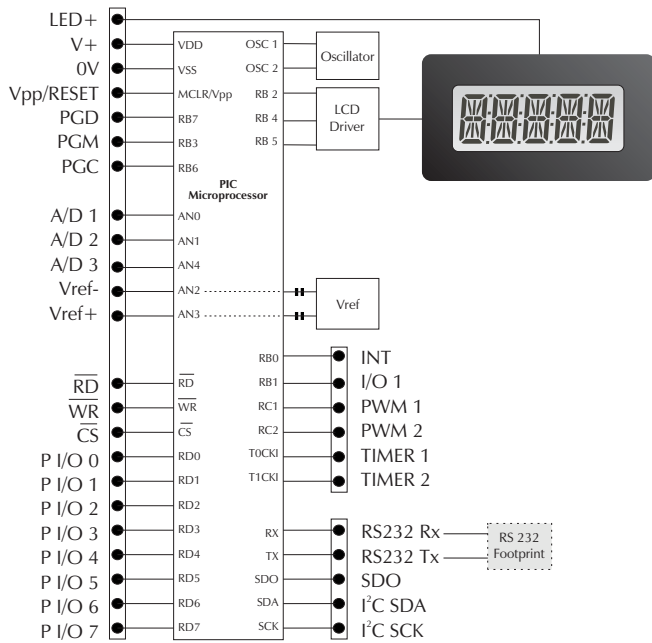 LED+
V+
0V
Vpp/RESET
PGD
PGM
PGC
A/D 1
A/D 2
A/D 3
Vref-
Vref+
RD
WR
CS
P I/O 0
P I/O 1
P I/O 2
P I/O 3
P I/O 4
P I/O 5
P I/O 6
P I/O 7
VDD
VSS
MCLR/Vpp
RB7
RB3
RB6
PIC
Microprocessor
AN0
AN1
AN4
AN2
AN3
RD
WR
CS
RD0
RD1
RD2
RD3
RD4
RD5
RD6
RD7
OSC 1
OSC 2
RB 2
RB 4
RB 5
RB0
RB1
RC1
RC2
T0CKI
T1CKI
RX
TX
SDO
SDA
SCK
Oscillator
LCD
Driver
Vref
INT
I/O 1
PWM 1
PWM 2
TIMER 1
TIMER 2
RS232 Rx
RS232 Tx
SDO
I²C SDA
I²C SCK
RS 232
Footprint